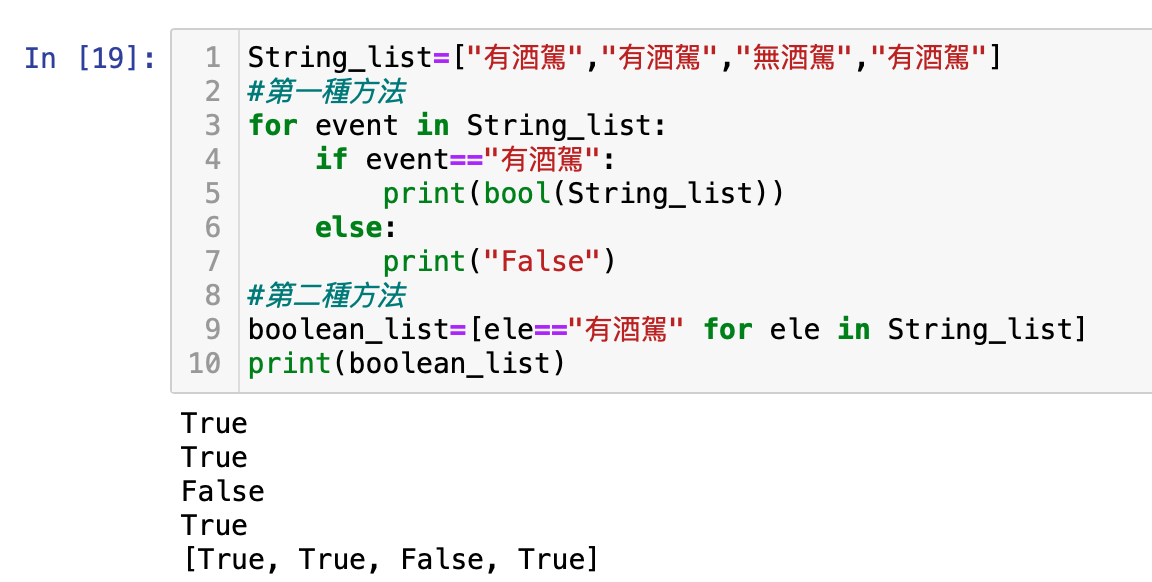 In [19]:
1 String_list=["有酒駕","有酒駕","無酒駕","有酒駕"]
2 #第一種方法
3 for event in String_list:
4     if event=="有酒駕":
5         print(bool(String_list))
6     else:
7         print("False")
8 #第二種方法
9 boolean_list=[ele=="有酒駕" for ele in String_list]
10 print(boolean_list)
True
True
False
True
[True, True, False, True]